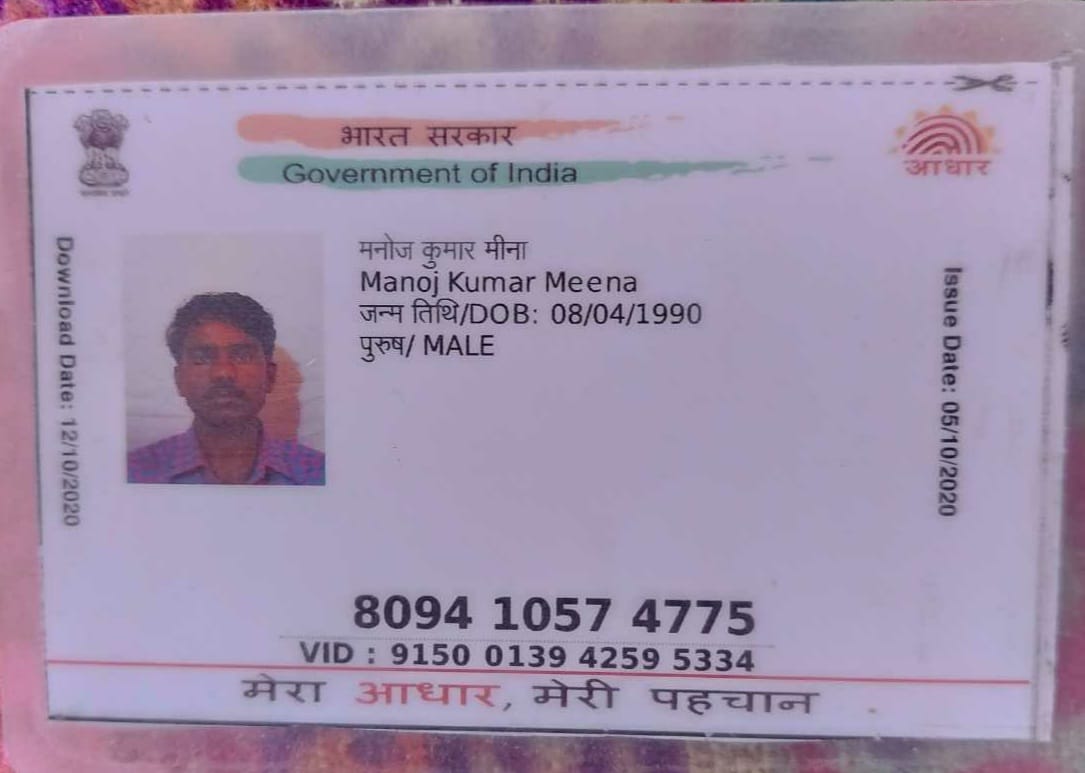 भारत सरकार
Government of India
आधार
Download Date: 12/10/2020
मनोज कुमार मीना
Manoj Kumar Meena
जन्म तिथि/DOB: 08/04/1990
पुरुष/ MALE
Issue Date: 05/10/2020
8094 1057 4775
VID : 9150 0139 4259 5334
मेरा आधार, मेरी पहचान